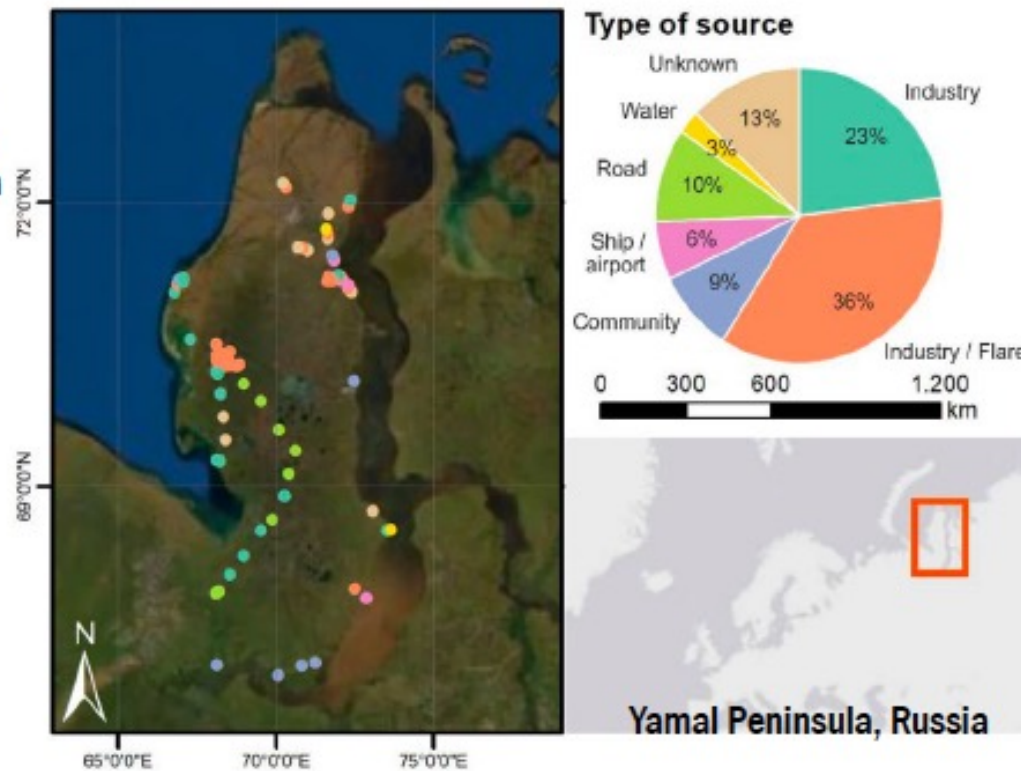 Type of source
Unknown
Industry
Water
13%
23%
3%
Road
10%
Ship /
airport
6%
9%
36%
Community
Industry / Flare
0 300 600 1.200
km
72°0'0"N
69°0'0"N
N
65°0'0"E 70°0'0"E 75°0'0"E
Yamal Peninsula, Russia